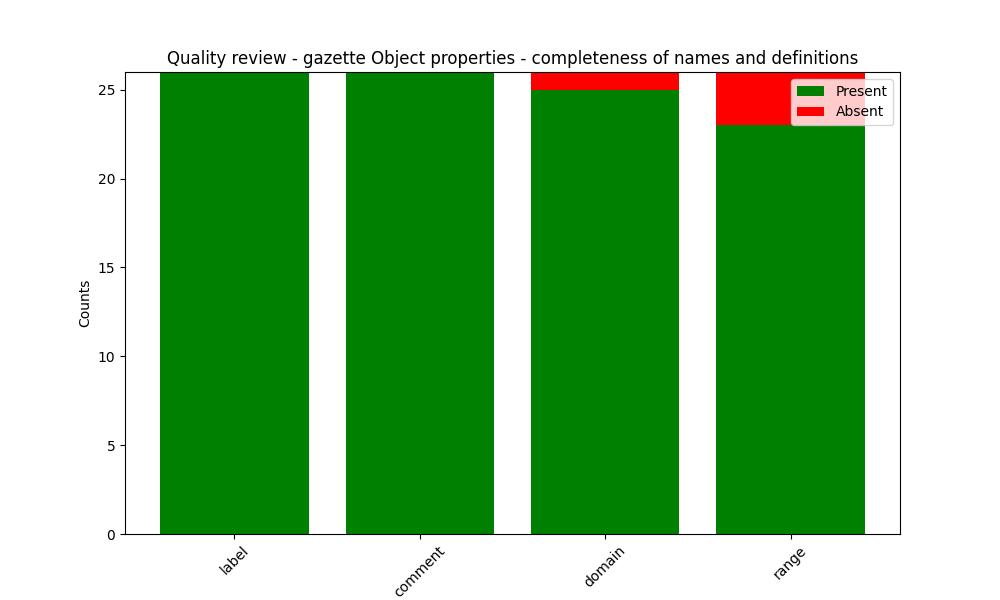 Quality review - gazette Object properties - completeness of names and definitions
Present
Absent
25
20
15
10
5
0
Counts
label
comment
domain
range